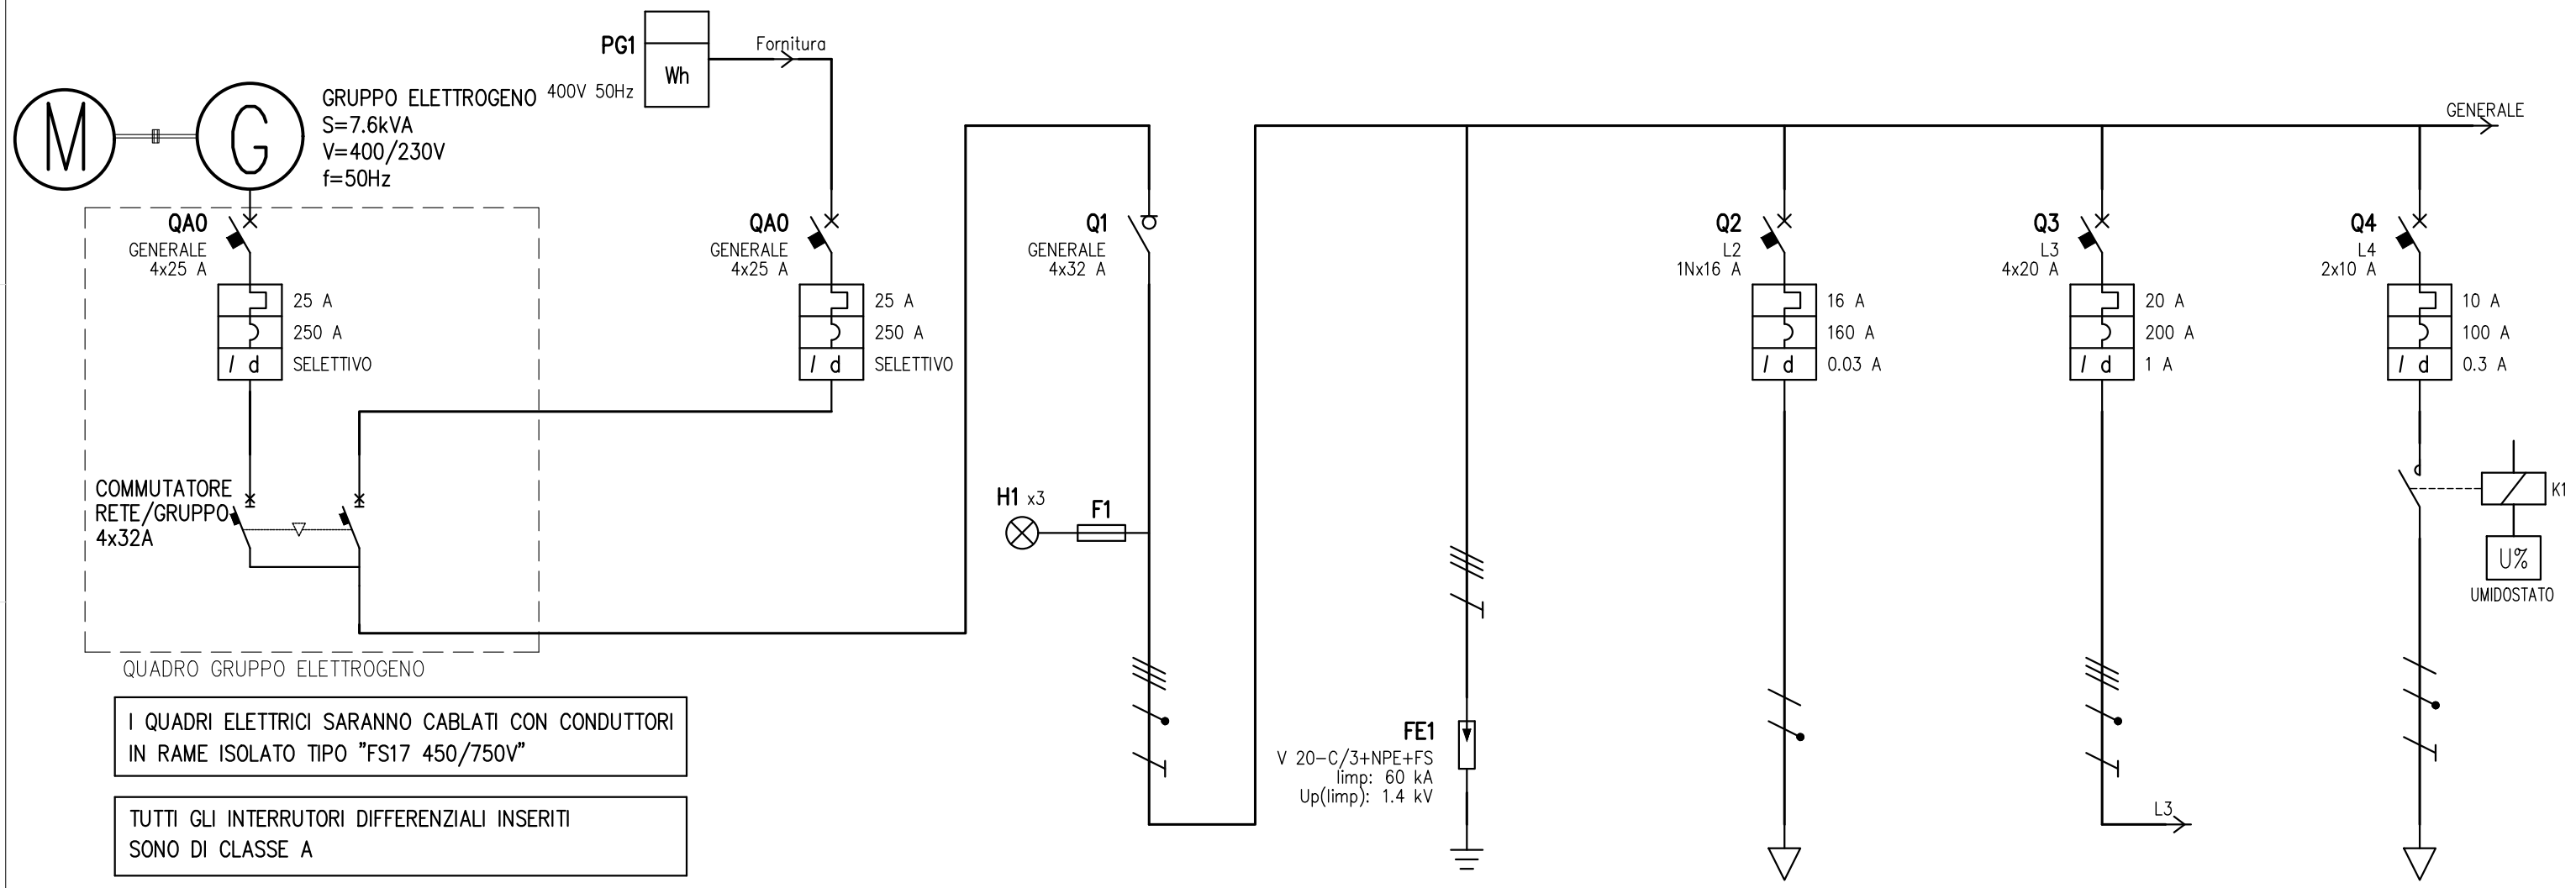 M
G
GRUPPO ELETTROGENO
S=7.6kVA
V=400/230V
f=50Hz
PG1
400V 50Hz
Wh
Fornitura
GENERALE
QA0
GENERALE
4x25 A
25 A
250 A
I d
SELETTIVO
QA0
GENERALE
4x25 A
25 A
250 A
I d
SELETTIVO
COMMUTATORE
RETE/GRUPPO
4x32A
QUADRO GRUPPO ELETTROGENO
Q1
GENERALE
4x32 A
H1 x3
F1
FE1
V 20-C/3+NPE+FS
Iimp: 60 kA
Up(Iimp): 1.4 kV
Q2
L2
1Nx16 A
16 A
160 A
I d
0.03 A
Q3
L3
4x20 A
20 A
200 A
I d
1 A
L3
Q4
L4
2x10 A
10 A
100 A
I d
0.3 A
K1
U%
UMIDOSTATO
I QUADRI ELETTRICI SARANNO CABLATI CON CONDUTTORI
IN RAME ISOLATO TIPO "FS17 450/750V"
TUTTI GLI INTERRUTORI DIFFERENZIALI INSERITI
SONO DI CLASSE A